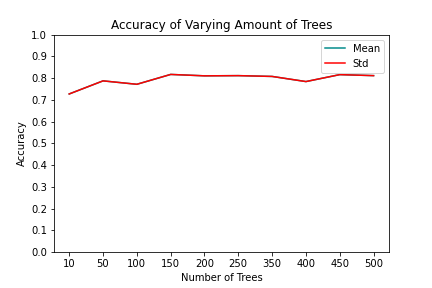 Accuracy of Varying Amount of Trees
1.0
0.9
0.8
0.7
0.6
0.5
0.4
0.3
0.2
0.1
0.0
Accuracy
Mean
Std
10 50 100 150 200 250 350 400 450 500
Number of Trees